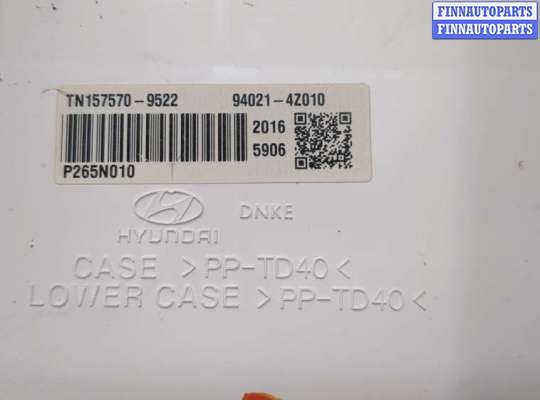 FINNAUTOPARTS
FINNAUTOPARTS
TN157570-9522 94021-4Z010
2016
5906
P265N010
DNKE
HYUNDAI
CASE >PP-TD40<
LOWER CASE >PP-TD40<